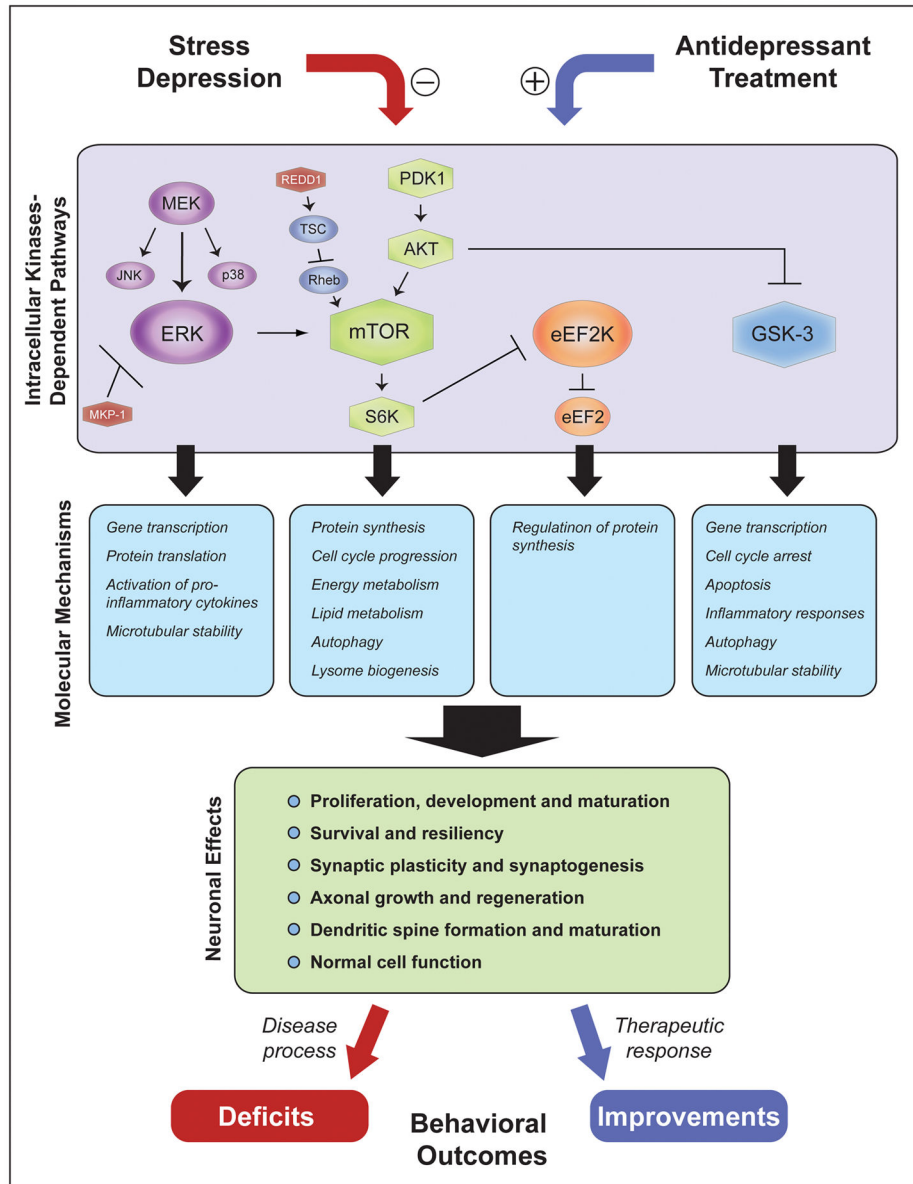 Stress
Depression
−
+
Antidepressant
Treatment
Intracellular Kinases-
Dependent Pathways
MEK
JNK
p38
ERK
MKP-1
REDD1
TSC
Rheb
PDK1
AKT
mTOR
S6K
eEF2K
eEF2
GSK-3
Molecular Mechanisms
Gene transcription
Protein translation
Activation of pro-
inflammatory cytokines
Microtubular stability
Protein synthesis
Cell cycle progression
Energy metabolism
Lipid metabolism
Autophagy
Lysome biogenesis
Regulatinon of protein
synthesis
Gene transcription
Cell cycle arrest
Apoptosis
Inflammatory responses
Autophagy
Microtubular stability
Neuronal Effects
Proliferation, development and maturation
Survival and resiliency
Synaptic plasticity and synaptogenesis
Axonal growth and regeneration
Dendritic spine formation and maturation
Normal cell function
Disease
process
Therapeutic
response
Deficits
Behavioral
Outcomes
Improvements